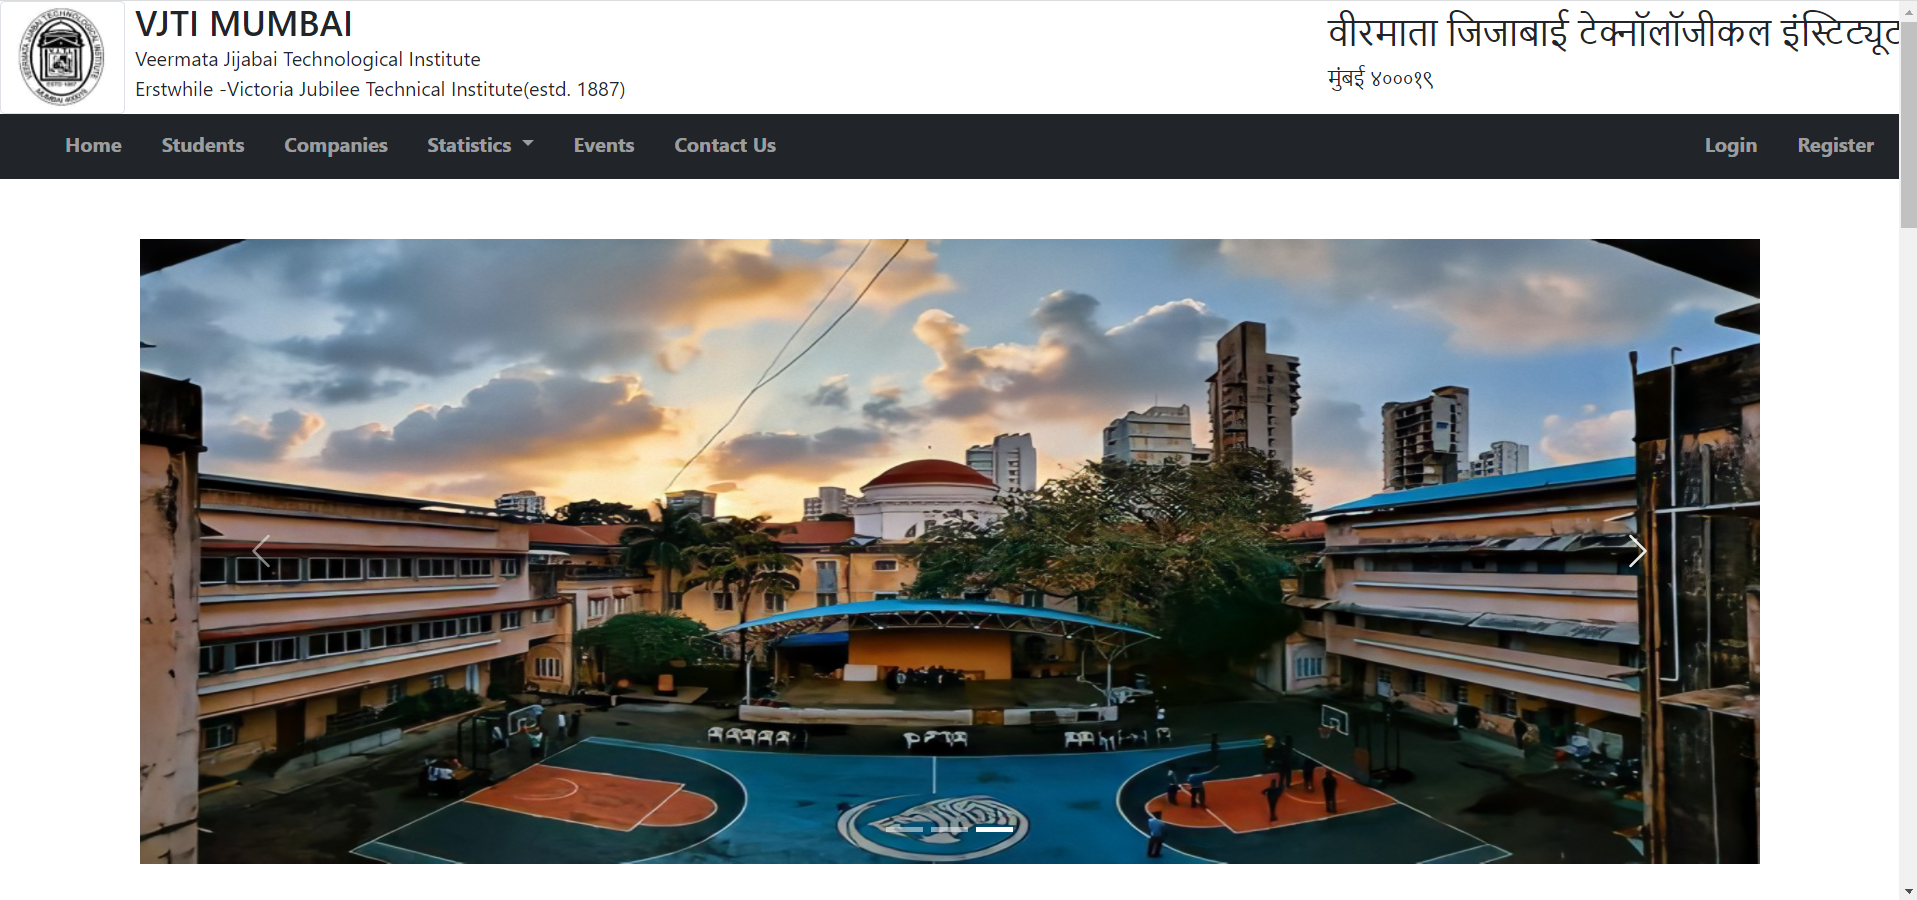 VJTI MUMBAI
Veermata Jijabai Technological Institute
Erstwhile -Victoria Jubilee Technical Institute(estd. 1887)
वीरमाता जिजाबाई टेक्नॉलॉजीकल इंस्टिट्यूट
मुंबई ४०००१९
Home Students Companies Statistics Events Contact Us Login Register